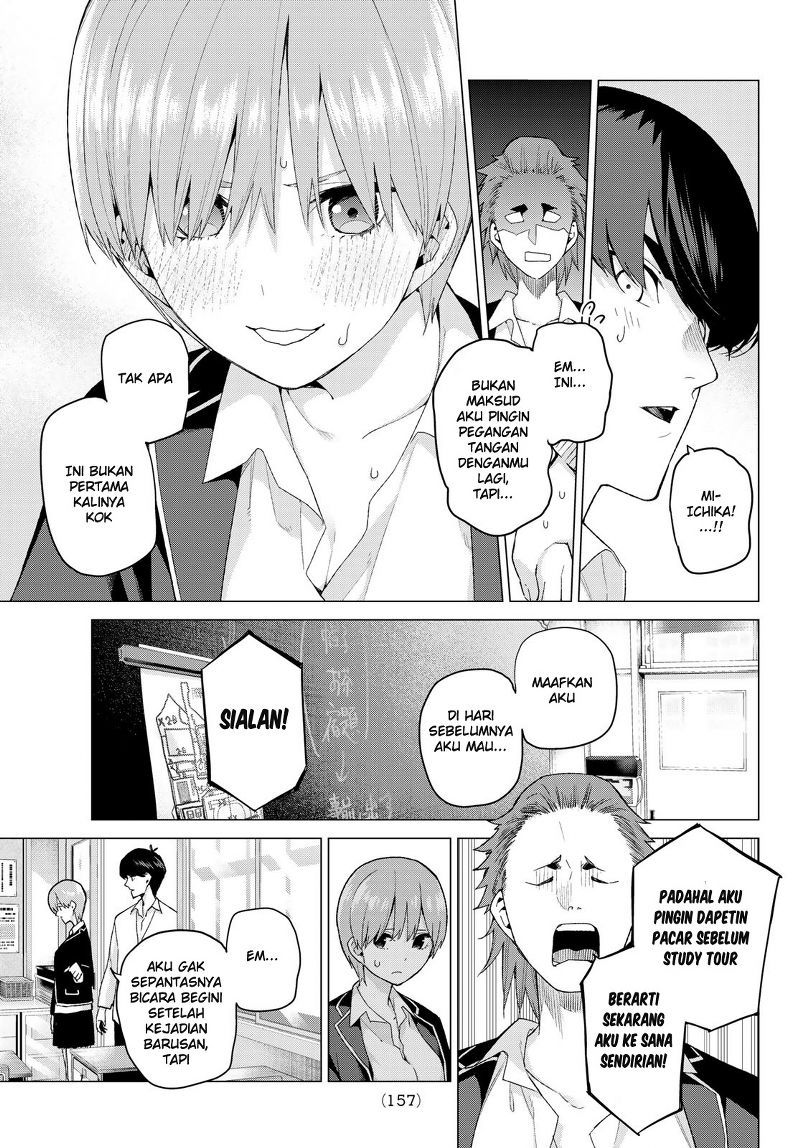 MI-
ICHIKA!
...!!
EM...
INI...
BUKAN
MAKSUD
AKU PINGIN
PEGANGAN
TANGAN
DENGANMU
LAGI,
TAPI...
TAK APA
INI BUKAN
PERTAMA
KALINYA
KOK
MAAFKAN
AKU
DI HARI
SEBELUMNYA
AKU MAU...
SIALAN!
PADAHAL AKU
PINGIN DAPETIN
PACAR SEBELUM
STUDY TOUR
BERARTI
SEKARANG
AKU KE SANA
SENDIRIAN!
EM...
AKU GAK
SEPANTASNYA
BICARA BEGINI
SETELAH
KEJADIAN
BARUSAN,
TAPI
(157)